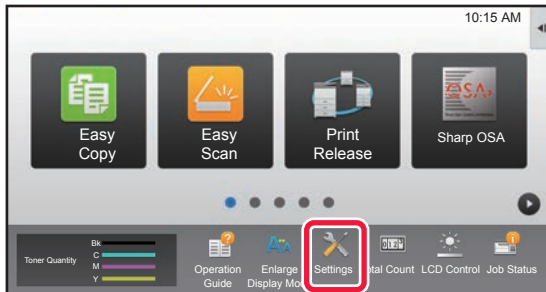 10:15 AM
Easy
Copy
Easy
Scan
Print
Release
OSA
Sharp OSA
Toner Quantity
Bk
C
M
Y
Operation
Guide
Enlarge
Display Mo
Settings
tal Count
LCD Control
Job Status